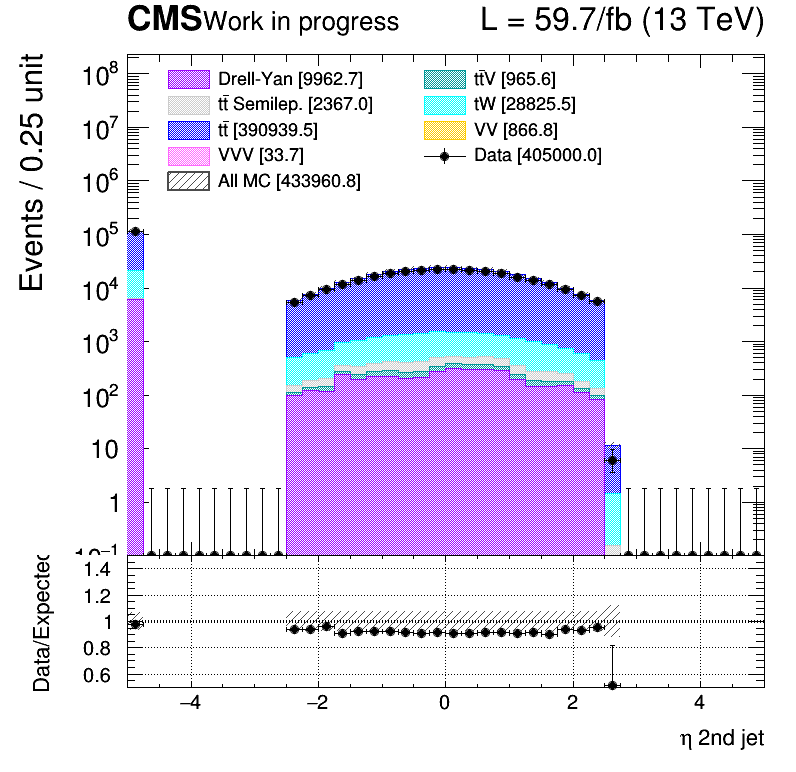 CMS Work in progress L = 59.7/fb (13 TeV)
Events / 0.25 unit
Drell-Yan [9962.7] tt̄V [965.6]
tt̄ Semilep. [2367.0] tW [28825.5]
tt̄ [390939.5] VV [866.8]
VVV [33.7] Data [405000.0]
All MC [433960.8]
10⁸
10⁷
10⁶
10⁵
10⁴
10³
10²
10
1
10⁻¹
Data/Expected
1.4
1.2
1
0.8
0.6
−4 −2 0 2 4
η 2nd jet